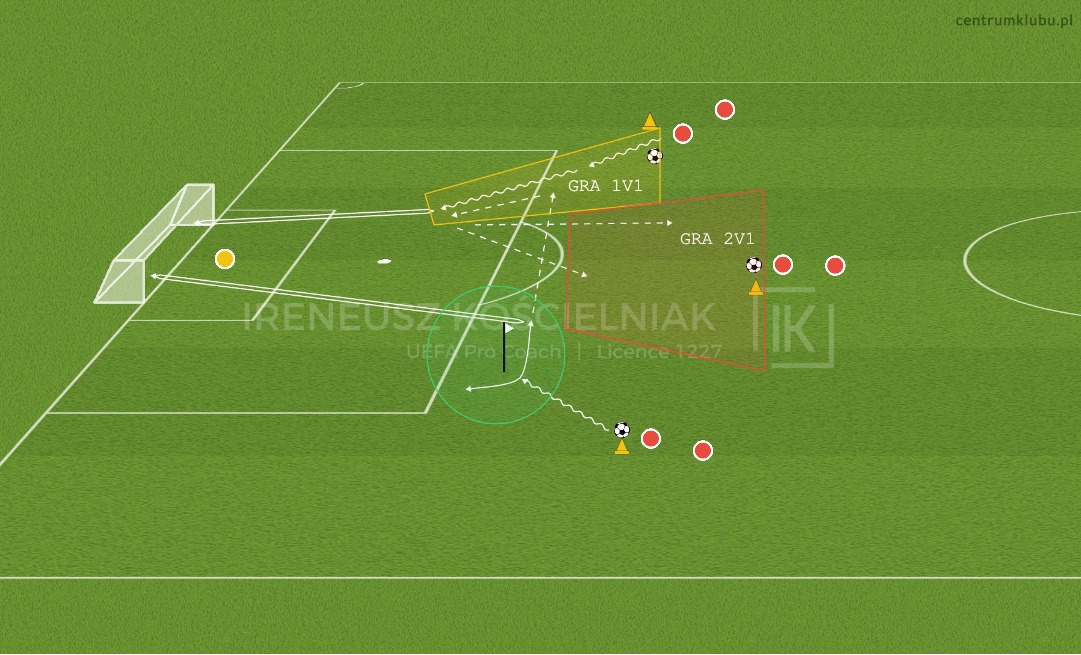 centrumklubu.pl
GRA 1V1
GRA 2V1
IRENEUSZ KOŚCIELNIAK
IK
UEFA Pro Coach | Licence 1227